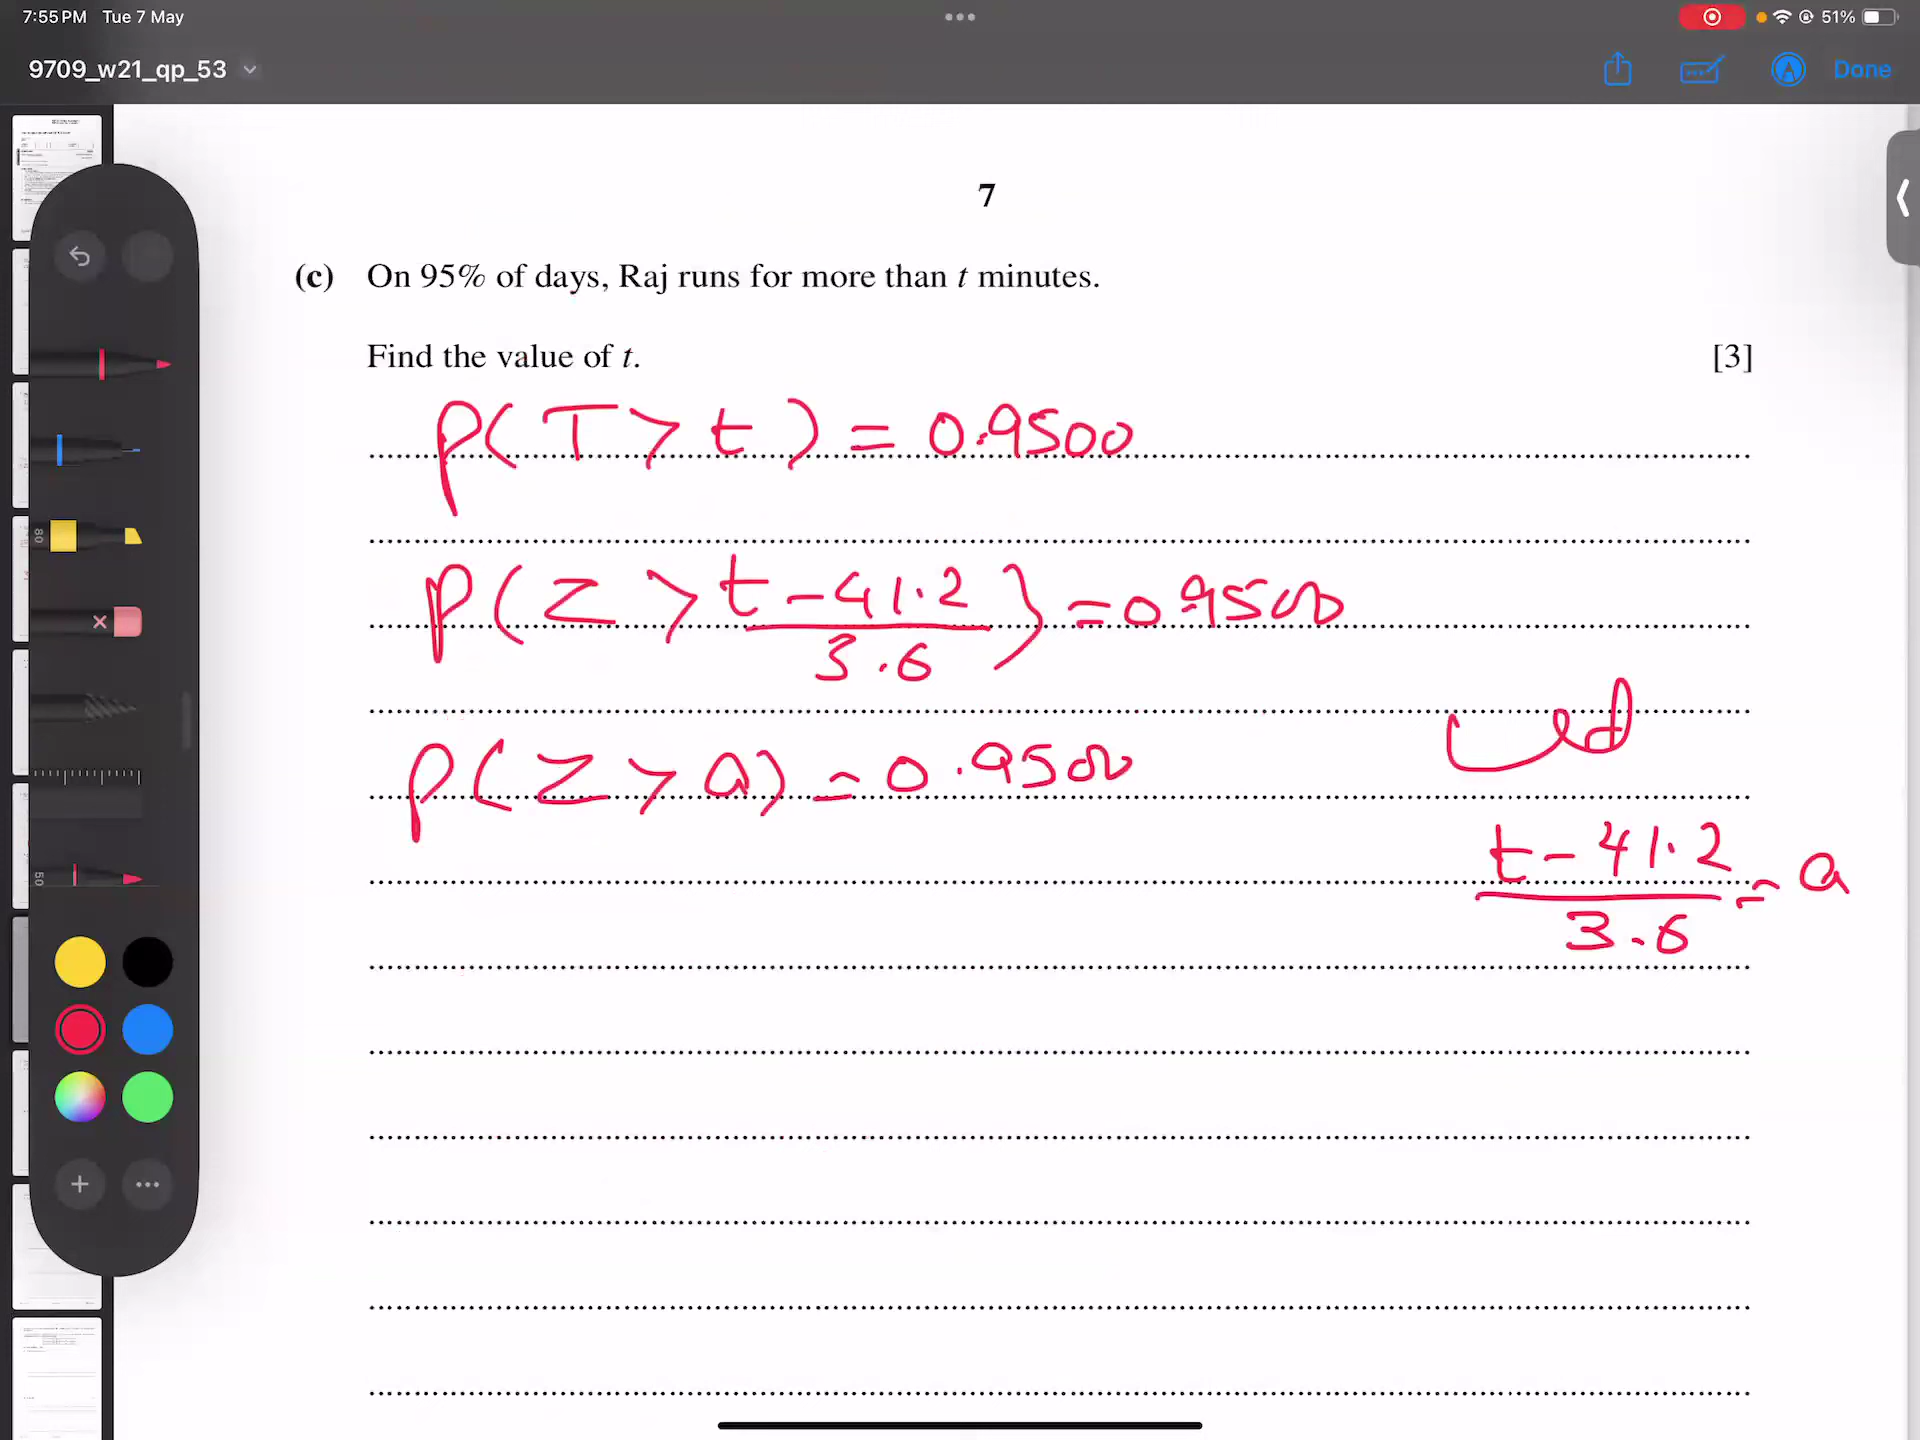 7:55 PM Tue 7 May
51%
9709_w21_qp_53
Done
7
(c) On 95% of days, Raj runs for more than t minutes.
Find the value of t. [3]
P(T > t) = 0.9500
P(Z > t - 41.2 / 3.6) = 0.9500
P(Z > a) = 0.9500
t - 41.2 / 3.6 = a
80
50